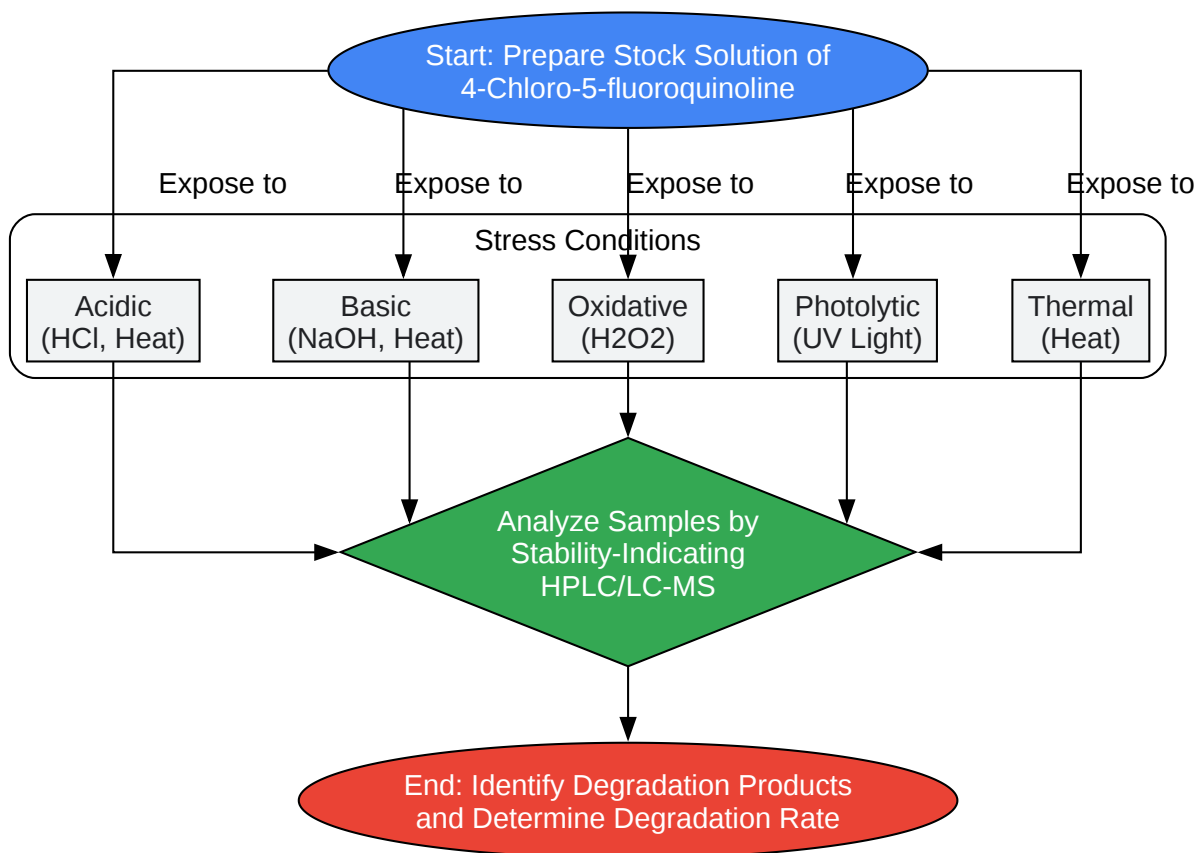 Start: Prepare Stock Solution of
4-Chloro-5-fluoroquinoline
Expose to
Expose to
Expose to
Expose to
Expose to
Stress Conditions
Acidic
(HCl, Heat)
Basic
(NaOH, Heat)
Oxidative
(H2O2)
Photolytic
(UV Light)
Thermal
(Heat)
Analyze Samples by
Stability-Indicating
HPLC/LC-MS
End: Identify Degradation Products
and Determine Degradation Rate